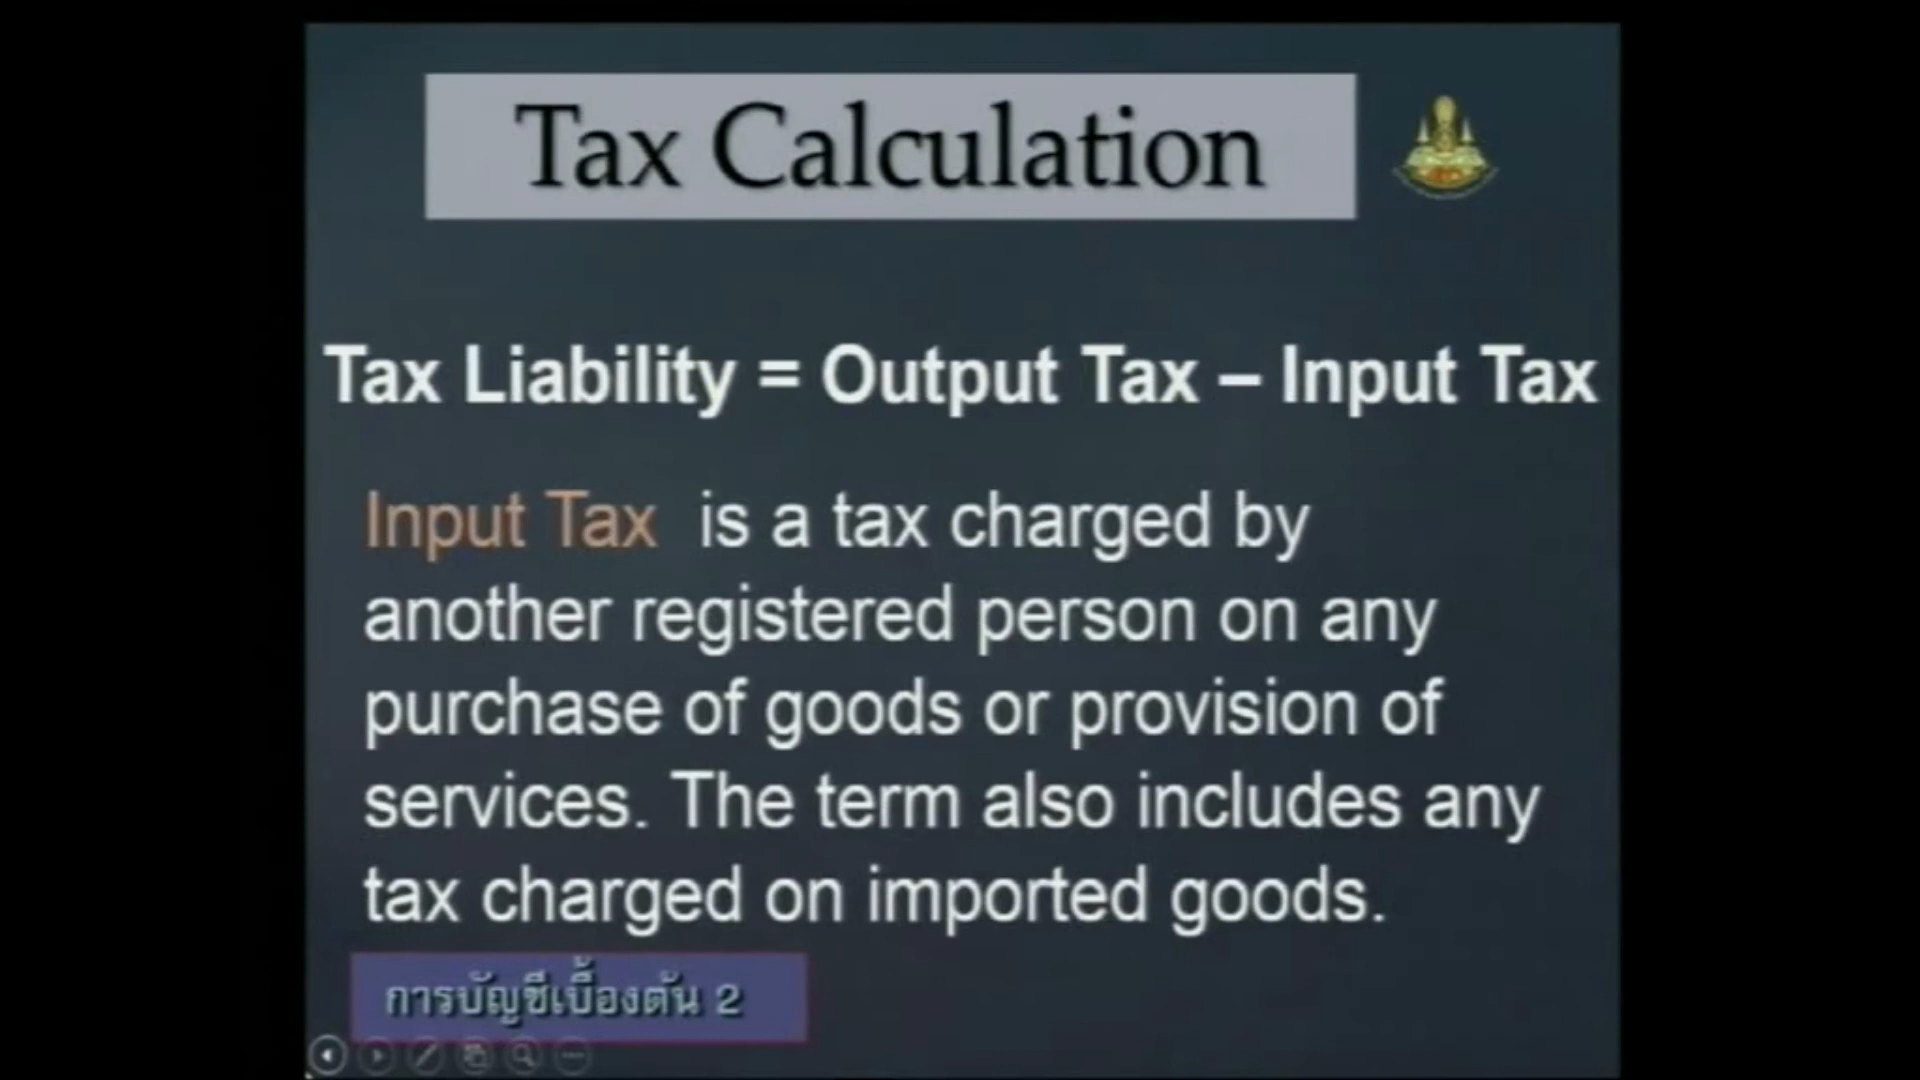 Tax Calculation
Tax Liability = Output Tax – Input Tax
Input Tax is a tax charged by
another registered person on any
purchase of goods or provision of
services. The term also includes any
tax charged on imported goods.
การบัญชีเบื้องต้น 2